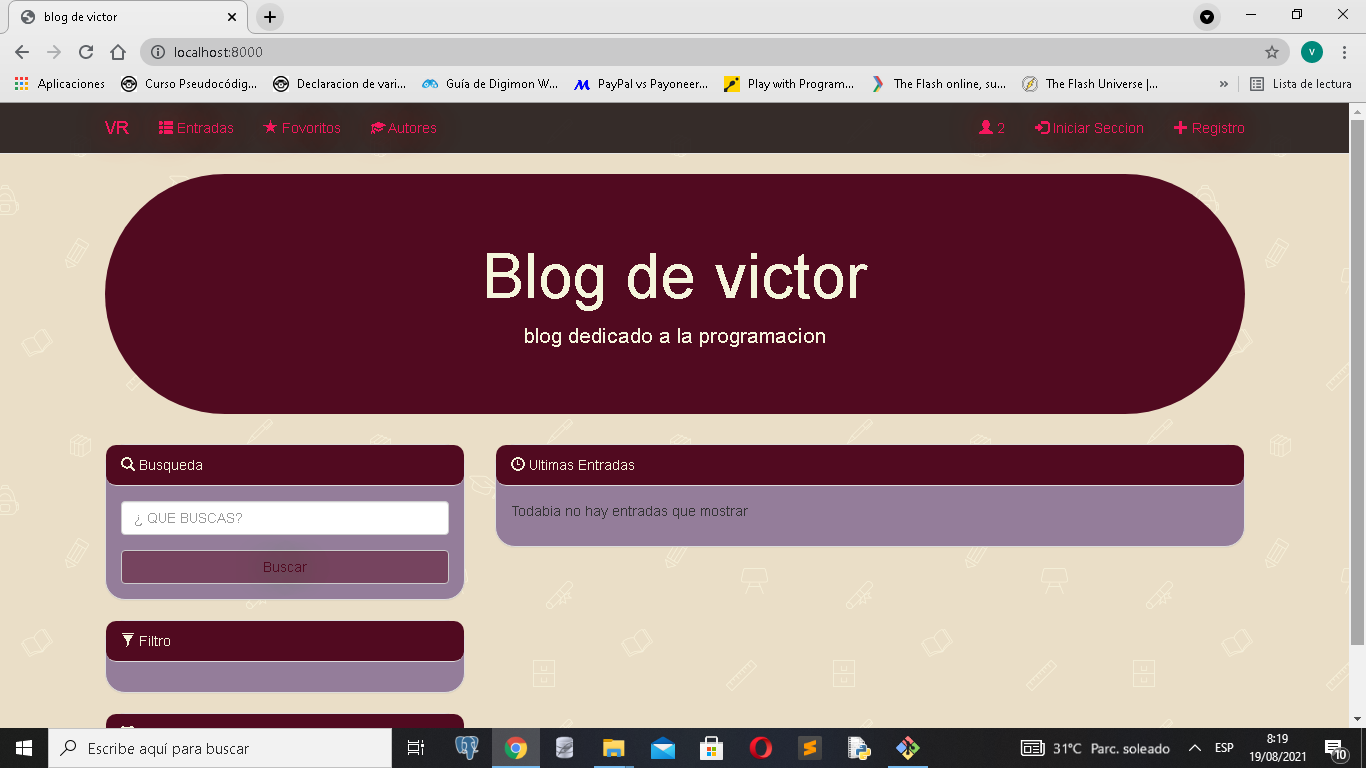 blog de victor
localhost:8000
V
Aplicaciones Curso Pseudocódig... Declaracion de vari... Guía de Digimon W... PayPal vs Payoneer... Play with Program... The Flash online, su... The Flash Universe |... » Lista de lectura
VR Entradas Fovoritos Autores 2 Iniciar Seccion Registro
Blog de victor
blog dedicado a la programacion
Busqueda
¿ QUE BUSCAS?
Buscar
Filtro
Ultimas Entradas
Todabia no hay entradas que mostrar
Escribe aquí para buscar
31°C Parc. soleado
ESP
8:19
19/08/2021
10